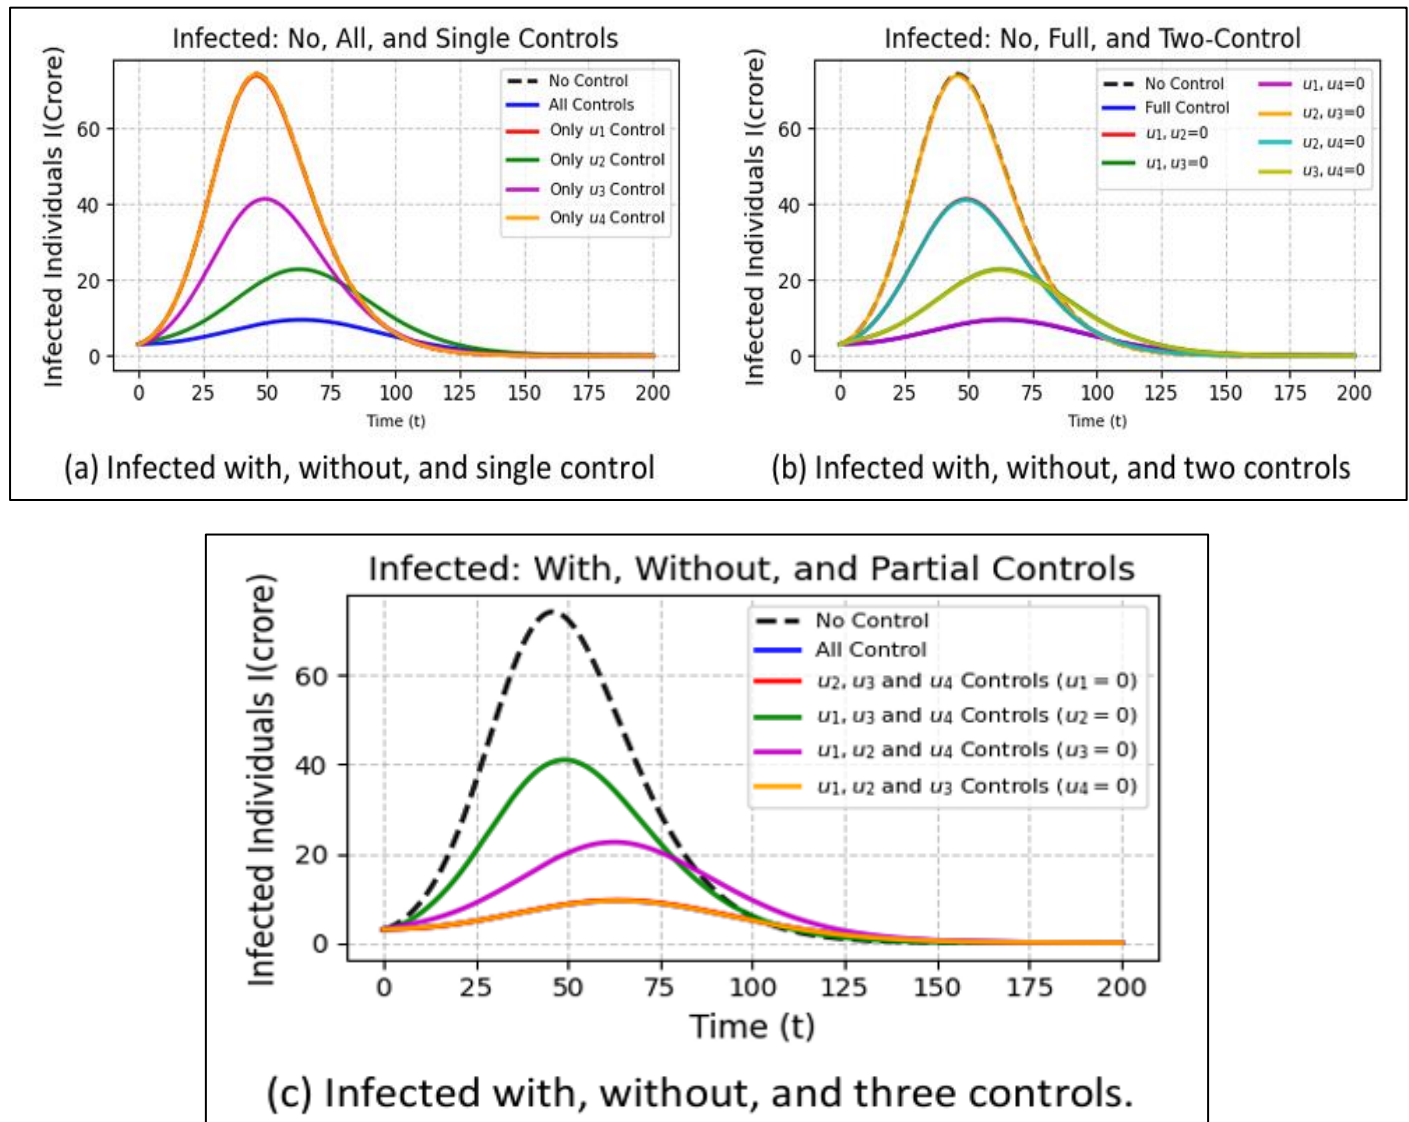 Infected: No, All, and Single Controls
Infected Individuals I(Crore)
60
40
20
0
No Control
All Controls
Only u1 Control
Only u2 Control
Only u3 Control
Only u4 Control
0 25 50 75 100 125 150 175 200
Time (t)
(a) Infected with, without, and single control
Infected: No, Full, and Two-Control
Infected Individuals I(crore)
60
40
20
0
No Control
Full Control
u1, u2=0
u1, u3=0
u1, u4=0
u2, u3=0
u2, u4=0
u3, u4=0
0 25 50 75 100 125 150 175 200
Time (t)
(b) Infected with, without, and two controls
Infected: With, Without, and Partial Controls
Infected Individuals I(crore)
60
40
20
0
No Control
All Control
u2, u3 and u4 Controls (u1 = 0)
u1, u3 and u4 Controls (u2 = 0)
u1, u2 and u4 Controls (u3 = 0)
u1, u2 and u3 Controls (u4 = 0)
0 25 50 75 100 125 150 175 200
Time (t)
(c) Infected with, without, and three controls.